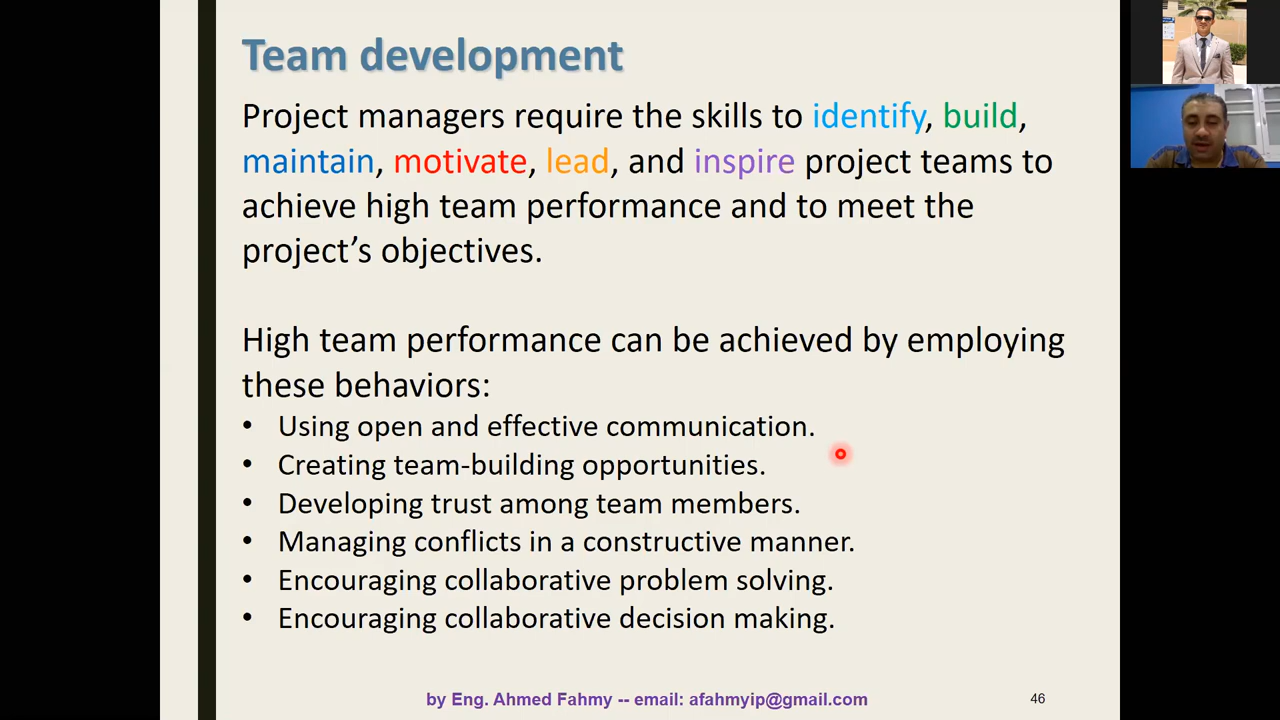 Team development
Project managers require the skills to identify, build,
maintain, motivate, lead, and inspire project teams to
achieve high team performance and to meet the
project’s objectives.
High team performance can be achieved by employing
these behaviors:
• Using open and effective communication.
• Creating team-building opportunities.
• Developing trust among team members.
• Managing conflicts in a constructive manner.
• Encouraging collaborative problem solving.
• Encouraging collaborative decision making.
by Eng. Ahmed Fahmy -- email: afahmyip@gmail.com
46